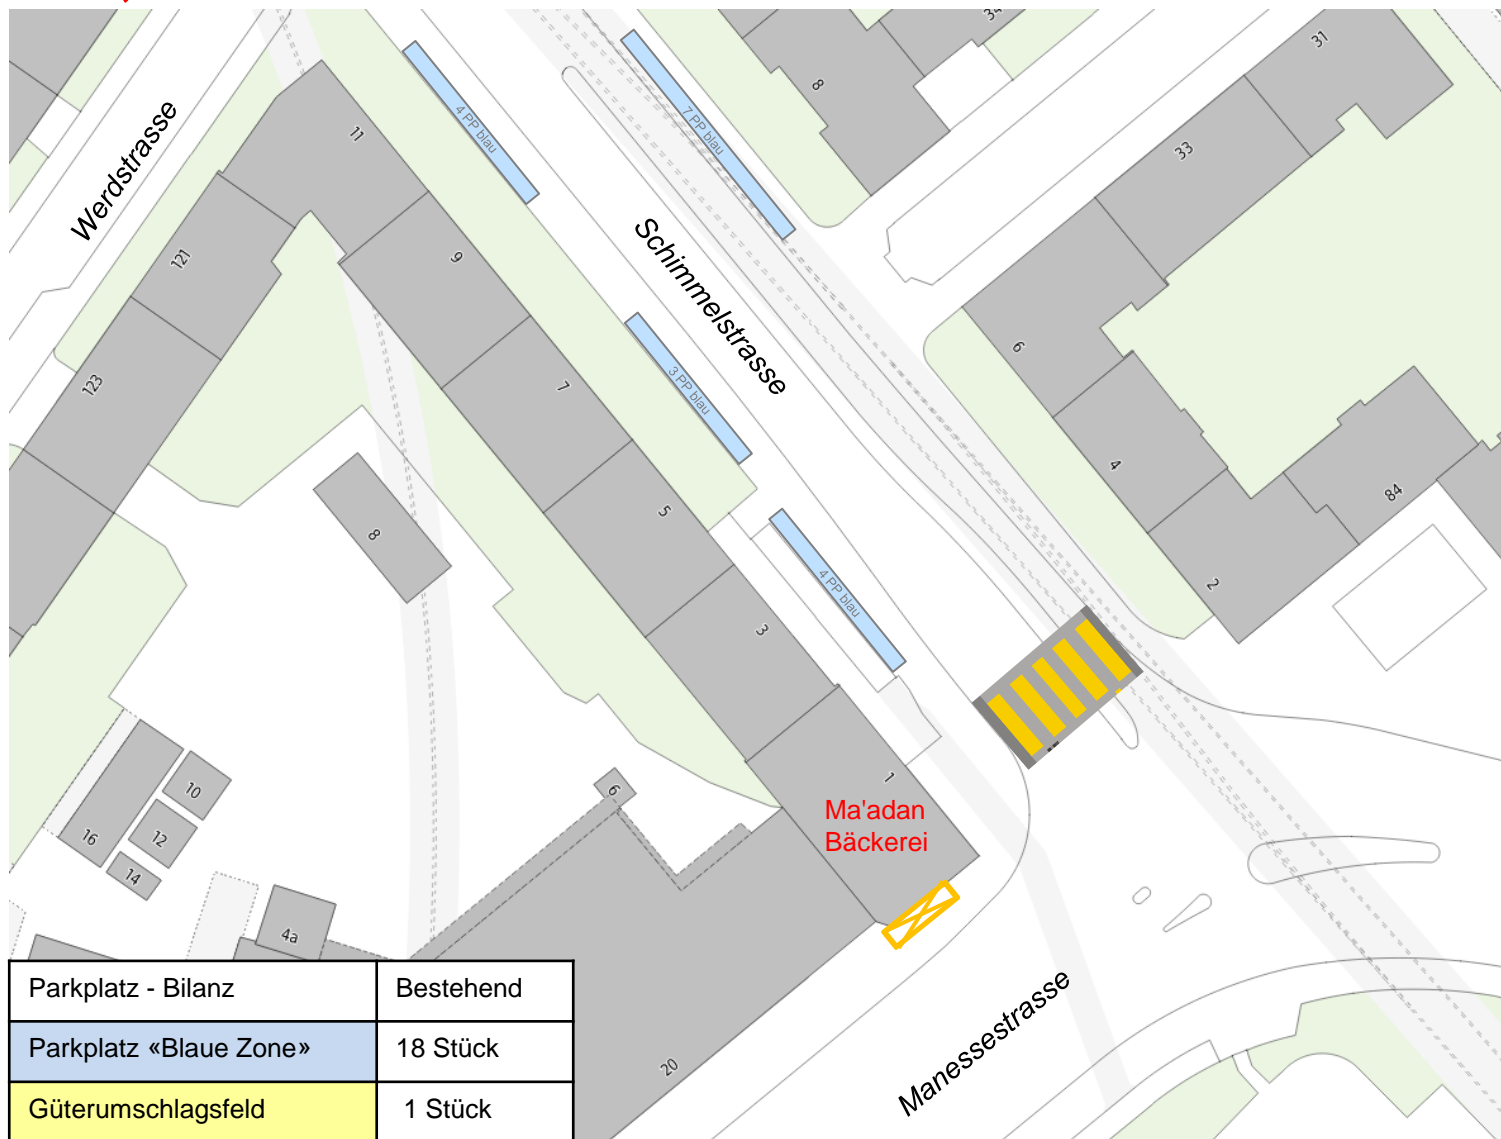 34
31
8
4 PP blau
7 PP blau
11
33
Werdstrasse
121
9
Schimmelstrasse
6
123
7
3 PP blau
4
84
5
8
2
4 PP blau
3
1
10
6
16
12
Ma'adan
Bäckerei
14
4a
Manessestrasse
20
Parkplatz - Bilanz Bestehend
Parkplatz «Blaue Zone» 18 Stück
Güterumschlagsfeld 1 Stück